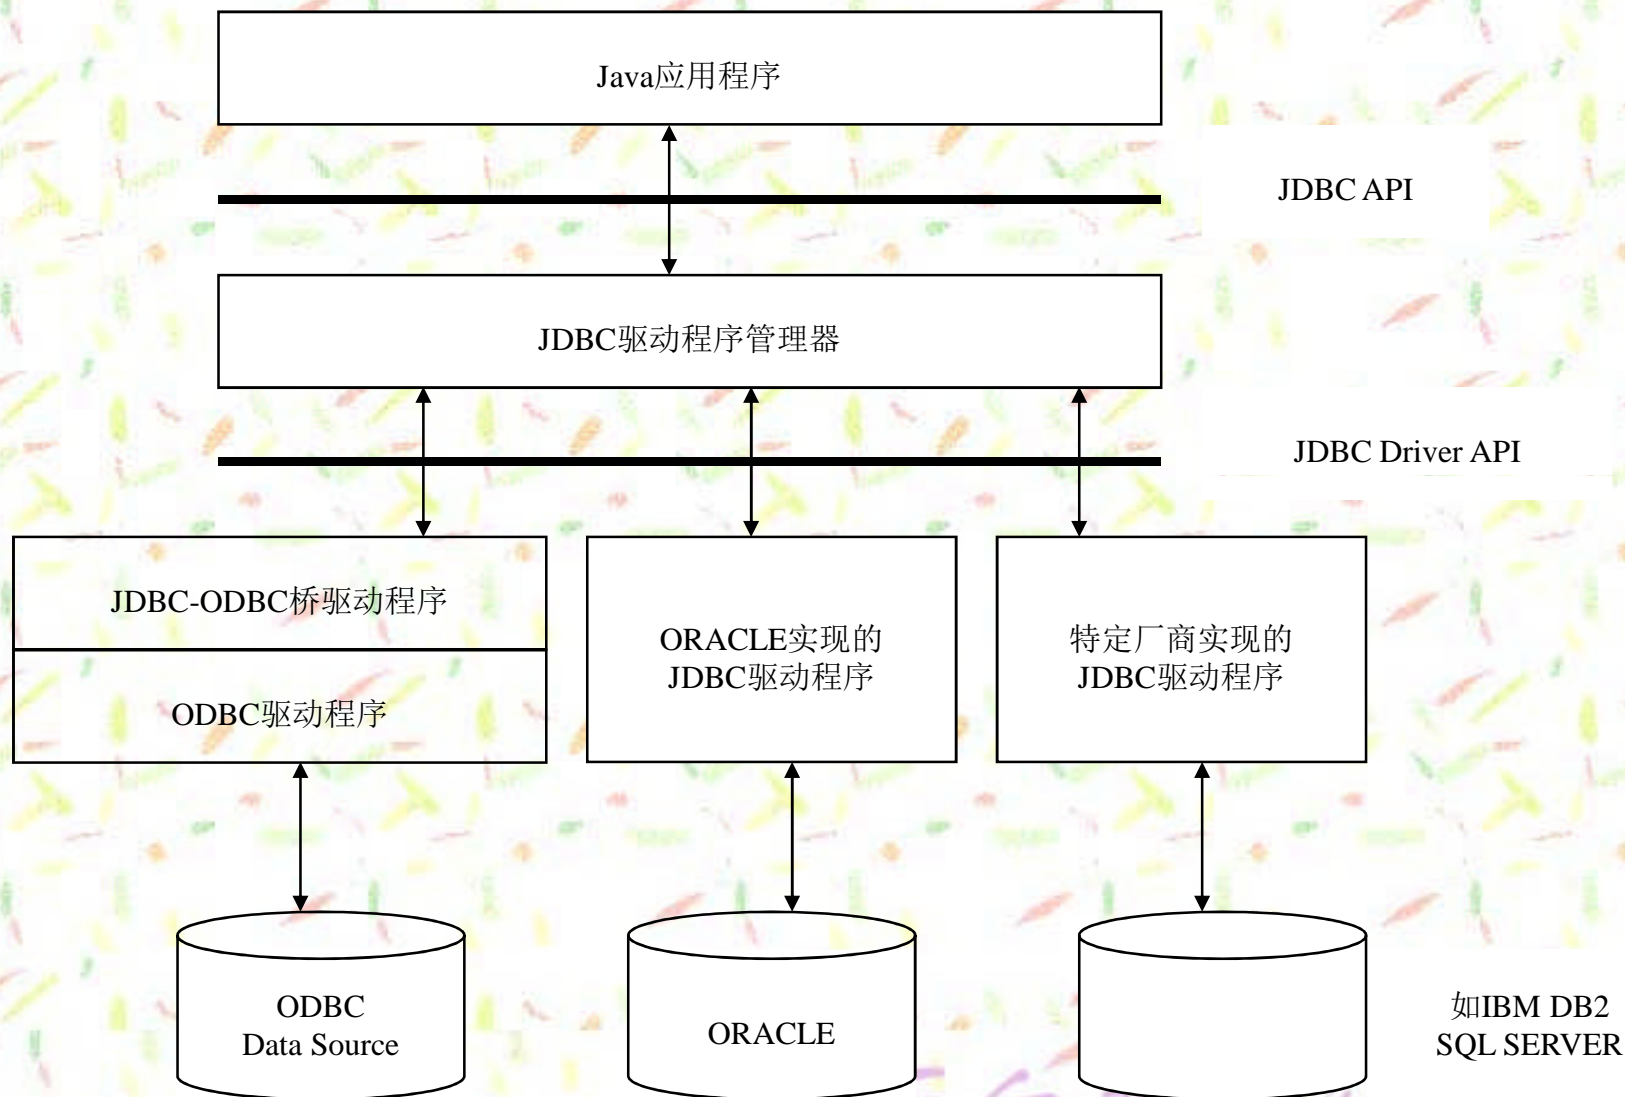 Java应用程序
JDBC API
JDBC驱动程序管理器
JDBC Driver API
JDBC-ODBC桥驱动程序
ODBC驱动程序
ORACLE实现的
JDBC驱动程序
特定厂商实现的
JDBC驱动程序
ODBC
Data Source
ORACLE
如IBM DB2
SQL SERVER